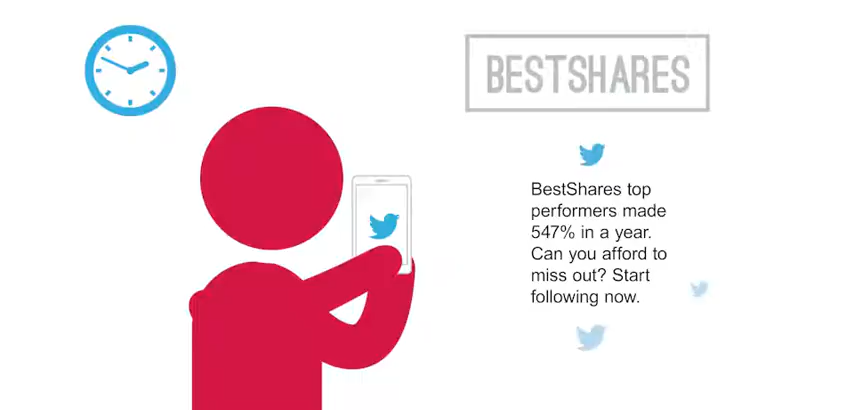 BESTSHARES
BestShares top
performers made
547% in a year.
Can you afford to
miss out? Start
following now.